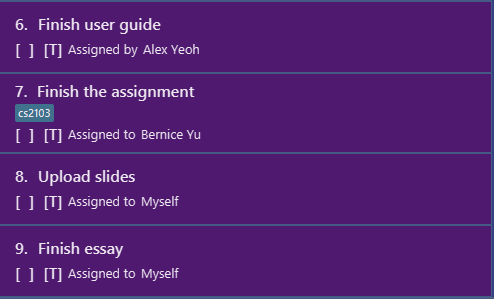 6. Finish user guide
[ ] [T] Assigned by Alex Yeoh
7. Finish the assignment
cs2103
[ ] [T] Assigned to Bernice Yu
8. Upload slides
[ ] [T] Assigned to Myself
9. Finish essay
[ ] [T] Assigned to Myself